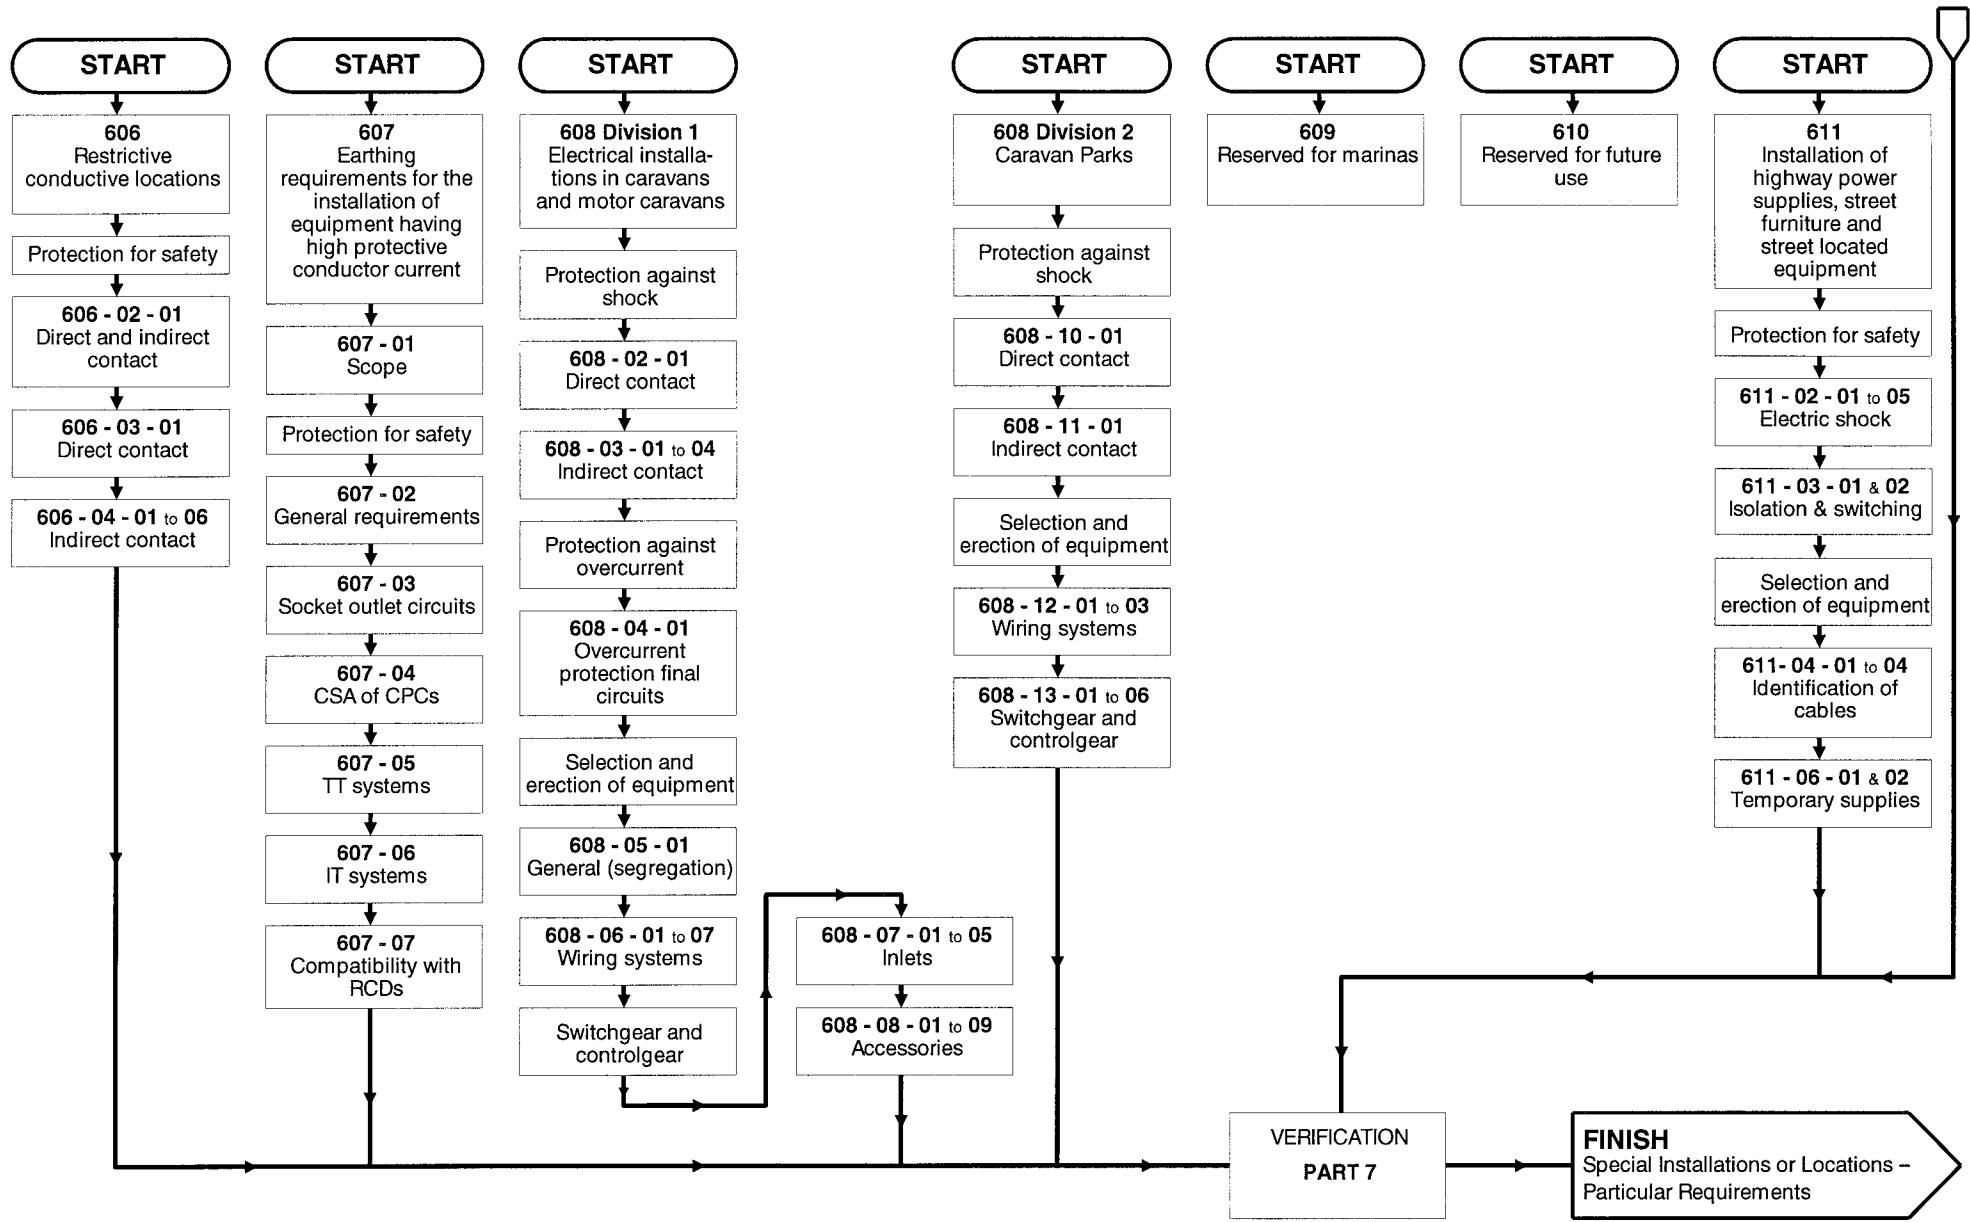 START
606
Restrictive
conductive locations
Protection for safety
606 - 02 - 01
Direct and indirect
contact
606 - 03 - 01
Direct contact
606 - 04 - 01 to 06
Indirect contact
START
607
Earthing
requirements for the
installation of
equipment having
high protective
conductor current
607 - 01
Scope
Protection for safety
607 - 02
General requirements
607 - 03
Socket outlet circuits
607 - 04
CSA of CPCs
607 - 05
TT systems
607 - 06
IT systems
607 - 07
Compatibility with
RCDs
START
608 Division 1
Electrical installa-
tions in caravans
and motor caravans
Protection against
shock
608 - 02 - 01
Direct contact
608 - 03 - 01 to 04
Indirect contact
Protection against
overcurrent
608 - 04 - 01
Overcurrent
protection final
circuits
Selection and
erection of equipment
608 - 05 - 01
General (segregation)
608 - 06 - 01 to 07
Wiring systems
Switchgear and
controlgear
608 - 07 - 01 to 05
Inlets
608 - 08 - 01 to 09
Accessories
START
608 Division 2
Caravan Parks
Protection against
shock
608 - 10 - 01
Direct contact
608 - 11 - 01
Indirect contact
Selection and
erection of equipment
608 - 12 - 01 to 03
Wiring systems
608 - 13 - 01 to 06
Switchgear and
controlgear
START
609
Reserved for marinas
START
610
Reserved for future
use
START
611
Installation of
highway power
supplies, street
furniture and
street located
equipment
Protection for safety
611 - 02 - 01 to 05
Electric shock
611 - 03 - 01 & 02
Isolation & switching
Selection and
erection of equipment
611- 04 - 01 to 04
Identification of
cables
611 - 06 - 01 & 02
Temporary supplies
VERIFICATION
PART 7
FINISH
Special Installations or Locations –
Particular Requirements